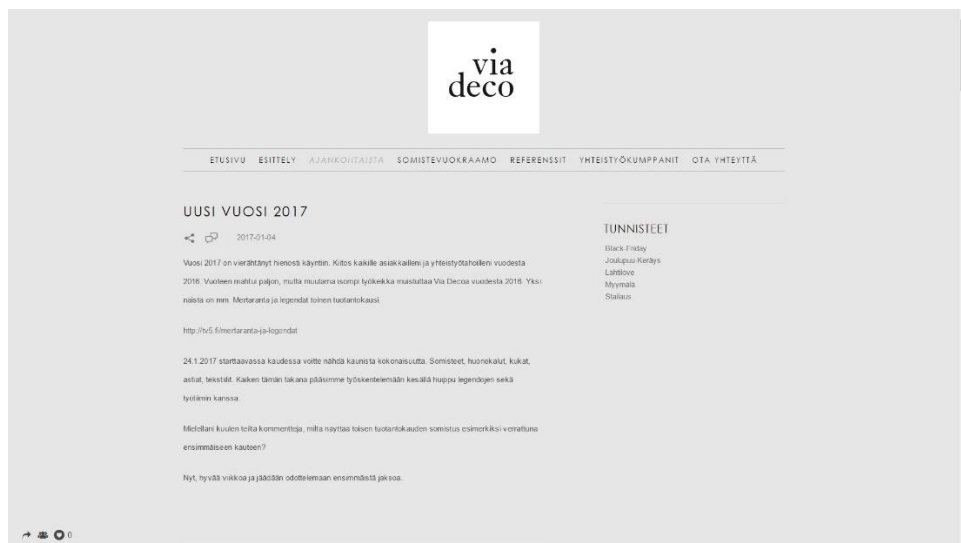 via
deco
ETUSIVU ESITTELY AJANKOHTAISTA SOMISTEVUOKRAAMO REFERENSSIT YHTEISTYÖKUMPPANIT OTA YHTEYTTÄ
UUSI VUOSI 2017
2017-01-04
Vuosi 2017 on vierähtänyt hienosti käyntiin. Kiitos kaikille asiakkailleni ja yhteistyötahoilleni vuodesta
2016. Vuoteen mahtui paljon, mutta muutama isompi työkeikka muistuttaa Via Decoa vuodesta 2016. Yksi
näistä on mm. Mertaranta ja legendat toinen tuotantokausi.
http://tv5.fi/mertaranta-ja-legendat
24.1.2017 starttaavassa kaudessa voitte nähdä kaunista kokonaisuutta. Somisteet, huonekalut, kukat,
astiat, tekstiilit. Kaiken tämän takana pääsimme työskentelemään kesällä huippu legendojen sekä
työtiimin kanssa.
Mielelläni kuulen teiltä kommentteja, miltä näyttää toisen tuotantokauden somistus esimerkiksi verrattuna
ensimmäiseen kauteen?
Nyt, hyvää viikkoa ja jäädään odottelemaan ensimmäistä jaksoa.
TUNNISTEET
Black-Friday
Joulupuu-Keräys
Lahtilove
Myymälä
Stailaus
0